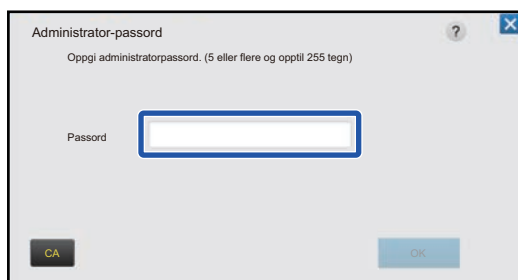 Administrator-passord
?
Oppgi administratorpassord. (5 eller flere og opptil 255 tegn)
Passord
CA
OK